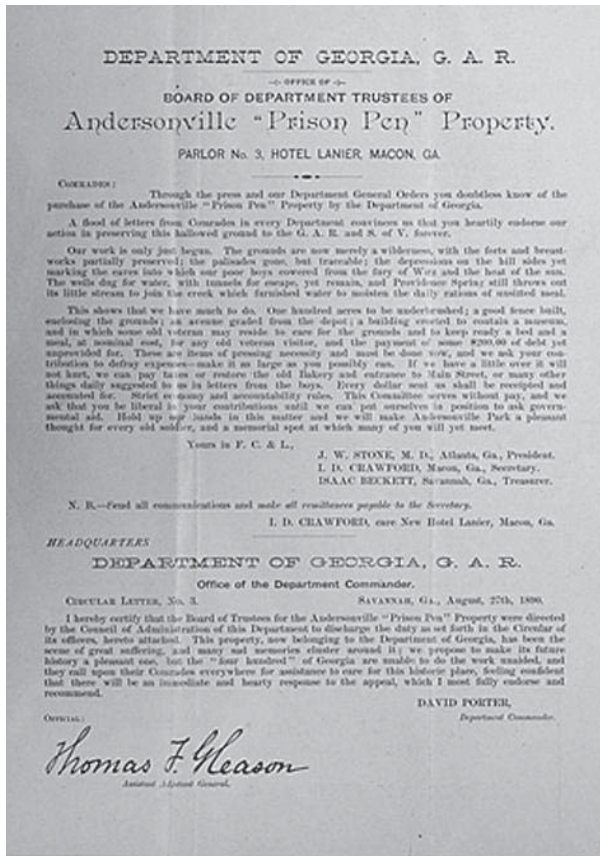 DEPARTMENT OF GEORGIA, G. A. R.
OFFICE OF
BOARD OF DEPARTMENT TRUSTEES OF
Andersonville "Prison Pen" Property.
PARLOR No. 3, HOTEL LANIER, MACON, GA.
COMRADES:
Through the press and our Department General Orders you doubtless know of the
purchase of the Andersonville "Prison Pen" Property by the Department of Georgia.
A flood of letters from Comrades in every Department convinces us that you heartily endorse our
action in preserving this hallowed ground to the G. A. R. and S. of V. forever.
Our work is only just begun. The grounds are now merely a wilderness, with the forts and breast-
works partially preserved; the palisades gone, but traceable; the depressions on the hill sides yet
marking the caves into which our poor boys cowered from the fury of Wirz and the heat of the sun.
The wells dug for water, with tunnels for escape, yet remain, and Providence Spring still throws out
its little stream to join the creek which furnished water to moisten the daily rations of unsifted meal.
This shows that we have much to do. One hundred acres to be underbrushed; a good fence built,
enclosing the grounds; an avenue graded from the depot; a building erected to contain a museum,
and in which some old veteran may reside to care for the grounds and to keep ready a bed and a
meal, at nominal cost, for any old veteran visitor, and the payment of some $200.00 of debt yet
unprovided for. These are items of pressing necessity and must be done now, and we ask your con-
tribution to defray expenses—make it as large as you possibly can. If we have a little over it will
not hurt, we can pay taxes or restore the old Bakery and entrance to Main Street, or many other
things daily suggested to us in letters from the boys. Every dollar sent us shall be receipted and
accounted for. Strict economy and accountability rules. This Committee serves without pay, and we
ask that you be liberal in your contributions until we can put ourselves in position to ask govern-
mental aid. Hold up our hands in this matter and we will make Andersonville Park a pleasant
thought for every old soldier, and a memorial spot at which many of you will yet meet.
Yours in F. C. & L.,
J. W. STONE, M. D., Atlanta, Ga., President.
I. D. CRAWFORD, Macon, Ga., Secretary.
ISAAC BECKETT, Savannah, Ga., Treasurer.
N. B.—Send all communications and make all remittances payable to the Secretary.
I. D. CRAWFORD, care New Hotel Lanier, Macon, Ga.
HEADQUARTERS
DEPARTMENT OF GEORGIA, G. A. R.
Office of the Department Commander.
CIRCULAR LETTER, No. 3. SAVANNAH, GA., August, 27th, 1890.
I hereby certify that the Board of Trustees for the Andersonville "Prison Pen" Property were directed
by the Council of Administration of this Department to discharge the duty as set forth in the Circular of
its officers, hereto attached. This property, now belonging to the Department of Georgia, has been the
scene of great suffering, and many sad memories cluster around it; we propose to make its future
history a pleasant one, but the "four hundred" of Georgia are unable to do the work unaided, and
they call upon their Comrades everywhere for assistance to care for this historic place, feeling confident
that there will be an immediate and hearty response to the appeal, which I most fully endorse and
recommend.
DAVID PORTER,
Department Commander.
OFFICIAL:
Thomas F. Gleason
Assistant Adjutant General.